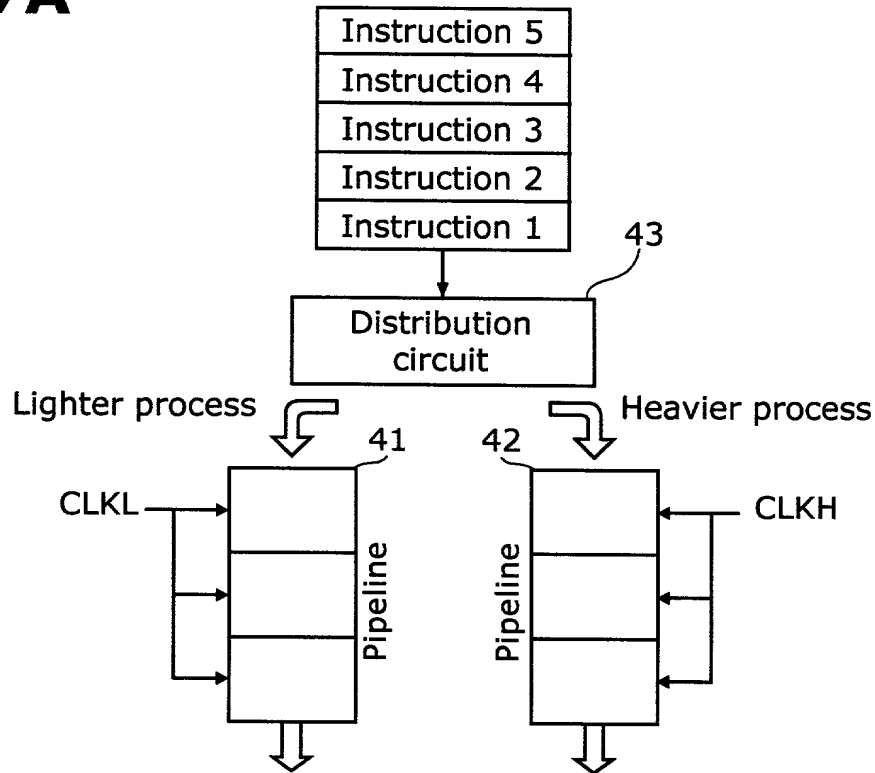 Instruction 5
Instruction 4
Instruction 3
Instruction 2
Instruction 1
43
Distribution
circuit
Lighter process
Heavier process
41
42
CLKL
CLKH
Pipeline
Pipeline